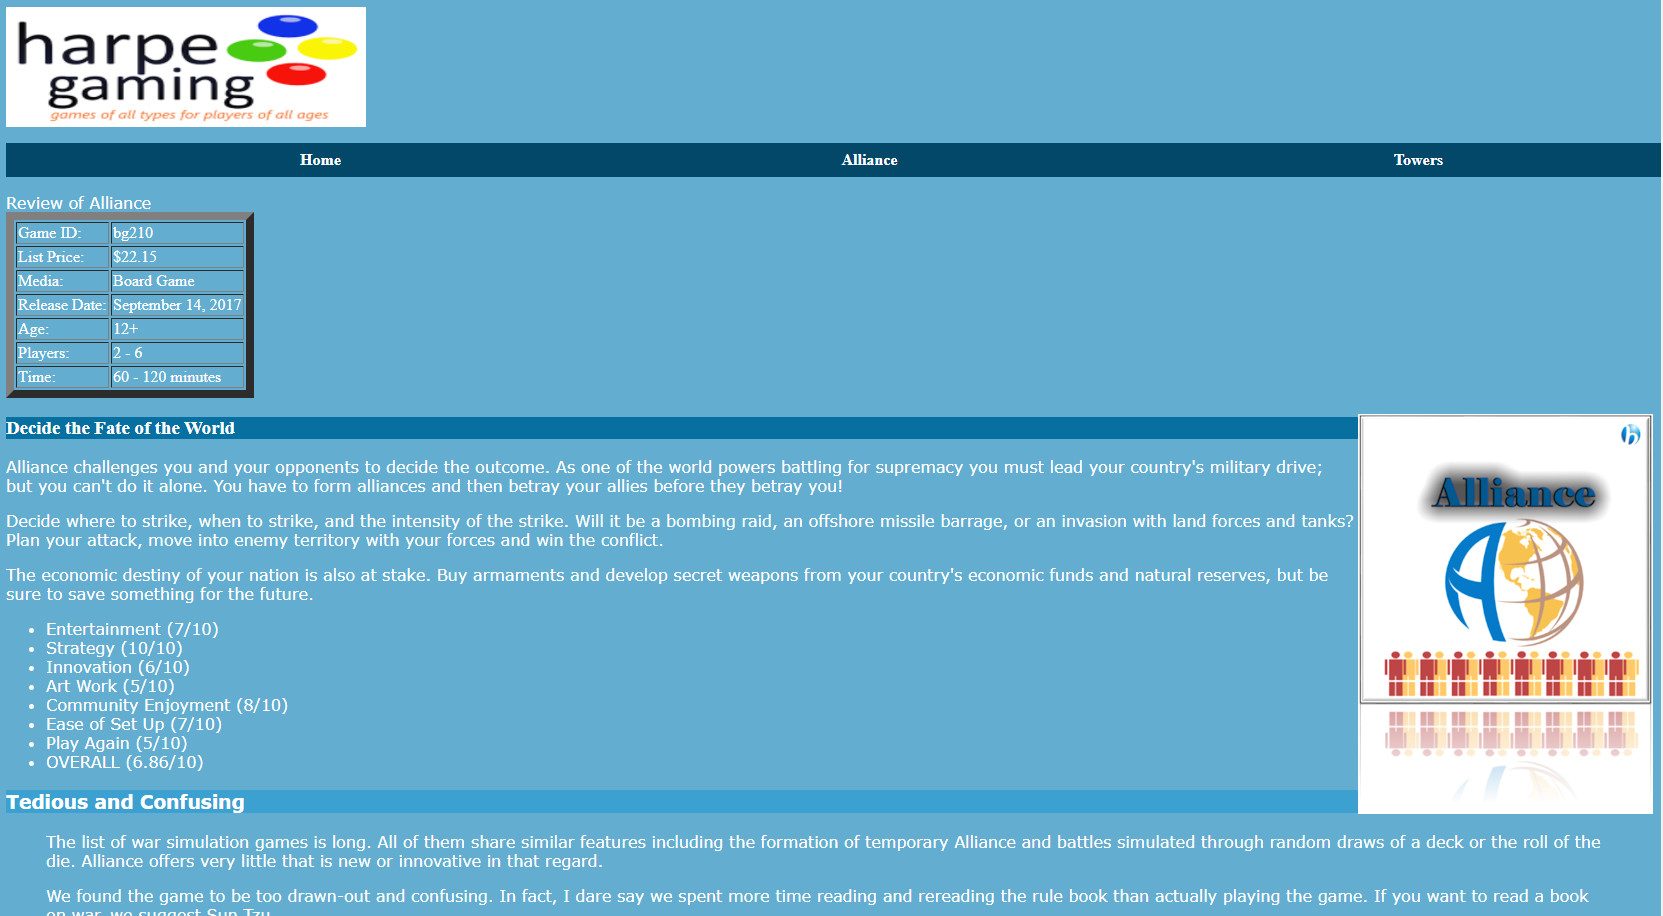 harpe
gaming
games of all types for players of all ages
Home Alliance Towers
Review of Alliance
Game ID: bg210
List Price: $22.15
Media: Board Game
Release Date: September 14, 2017
Age: 12+
Players: 2 - 6
Time: 60 - 120 minutes
Decide the Fate of the World
Alliance challenges you and your opponents to decide the outcome. As one of the world powers battling for supremacy you must lead your country's military drive;
but you can't do it alone. You have to form alliances and then betray your allies before they betray you!
Decide where to strike, when to strike, and the intensity of the strike. Will it be a bombing raid, an offshore missile barrage, or an invasion with land forces and tanks?
Plan your attack, move into enemy territory with your forces and win the conflict.
The economic destiny of your nation is also at stake. Buy armaments and develop secret weapons from your country's economic funds and natural reserves, but be
sure to save something for the future.
• Entertainment (7/10)
• Strategy (10/10)
• Innovation (6/10)
• Art Work (5/10)
• Community Enjoyment (8/10)
• Ease of Set Up (7/10)
• Play Again (5/10)
• OVERALL (6.86/10)
h
Alliance
A
Tedious and Confusing
The list of war simulation games is long. All of them share similar features including the formation of temporary Alliance and battles simulated through random draws of a deck or the roll of the
die. Alliance offers very little that is new or innovative in that regard.
We found the game to be too drawn-out and confusing. In fact, I dare say we spent more time reading and rereading the rule book than actually playing the game. If you want to read a book
on war, we suggest Sun Tzu.